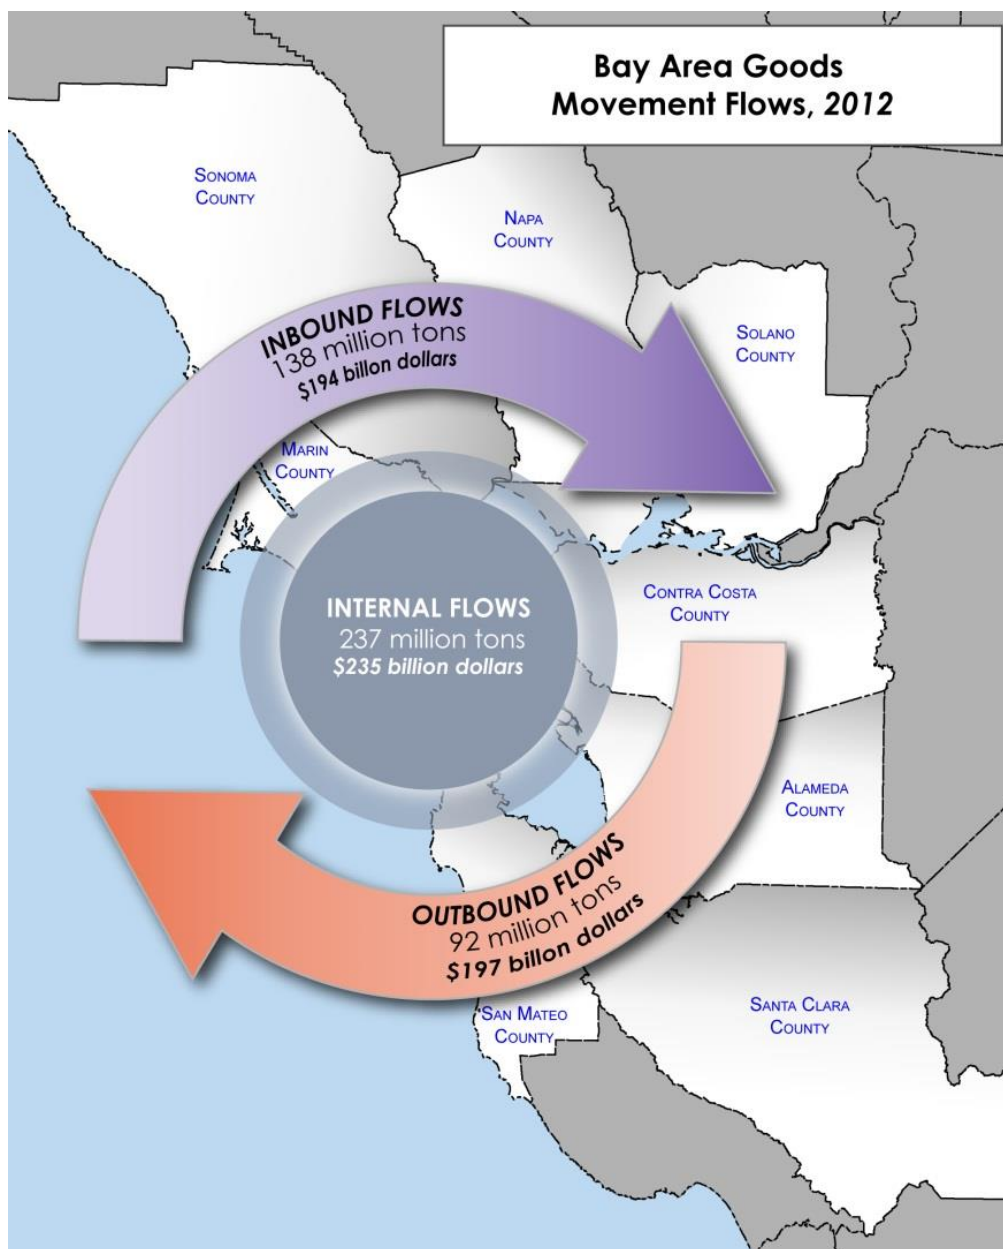 Bay Area Goods
Movement Flows, 2012
SONOMA
COUNTY
NAPA
COUNTY
SOLANO
COUNTY
INBOUND FLOWS
138 million tons
$194 billon dollars
MARIN
COUNTY
CONTRA COSTA
COUNTY
INTERNAL FLOWS
237 million tons
$235 billion dollars
ALAMEDA
COUNTY
OUTBOUND FLOWS
92 million tons
$197 billon dollars
SAN MATEO
COUNTY
SANTA CLARA
COUNTY